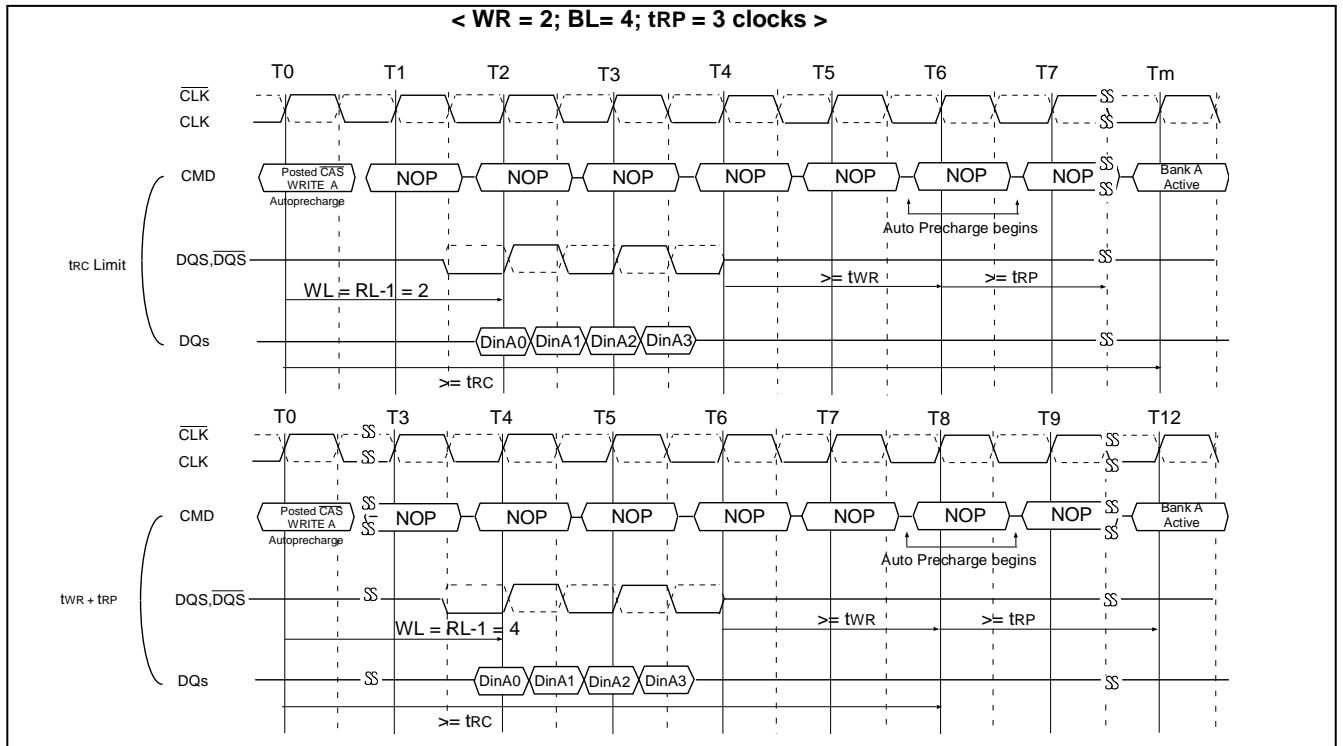 < WR = 2; BL= 4; tRP = 3 clocks >
T0 T1 T2 T3 T4 T5 T6 T7 Tm
CLK
CLK
CMD
Posted CAS
WRITE A
Autoprecharge
NOP NOP NOP NOP NOP NOP NOP
Bank A
Active
Auto Precharge begins
tRC Limit
DQS,DQS
WL = RL-1 = 2
>= tWR
>= tRP
DQs
DinA0 DinA1 DinA2 DinA3
>= tRC
T0 T3 T4 T5 T6 T7 T8 T9 T12
CLK
CLK
CMD
Posted CAS
WRITE A
Autoprecharge
NOP NOP NOP NOP NOP NOP NOP
Bank A
Active
Auto Precharge begins
tWR + tRP
DQS,DQS
WL = RL-1 = 4
>= tWR
>= tRP
DQs
DinA0 DinA1 DinA2 DinA3
>= tRC